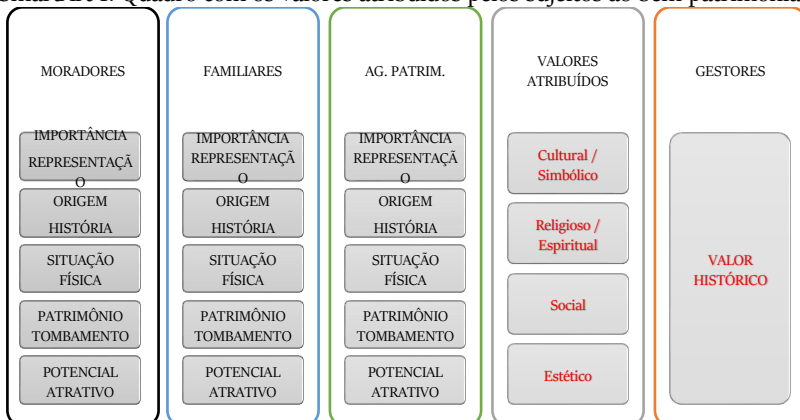 MORADORES
IMPORTÂNCIA
REPRESENTAÇÃ
O
ORIGEM
HISTÓRIA
SITUAÇÃO
FÍSICA
PATRIMÔNIO
TOMBAMENTO
POTENCIAL
ATRATIVO
FAMILIARES
IMPORTÂNCIA
REPRESENTAÇÃ
O
ORIGEM
HISTÓRIA
SITUAÇÃO
FÍSICA
PATRIMÔNIO
TOMBAMENTO
POTENCIAL
ATRATIVO
AG. PATRIM.
IMPORTÂNCIA
REPRESENTAÇÃ
O
ORIGEM
HISTÓRIA
SITUAÇÃO
FÍSICA
PATRIMÔNIO
TOMBAMENTO
POTENCIAL
ATRATIVO
VALORES
ATRIBUÍDOS
Cultural /
Simbólico
Religioso /
Espiritual
Social
Estético
GESTORES
VALOR
HISTÓRICO